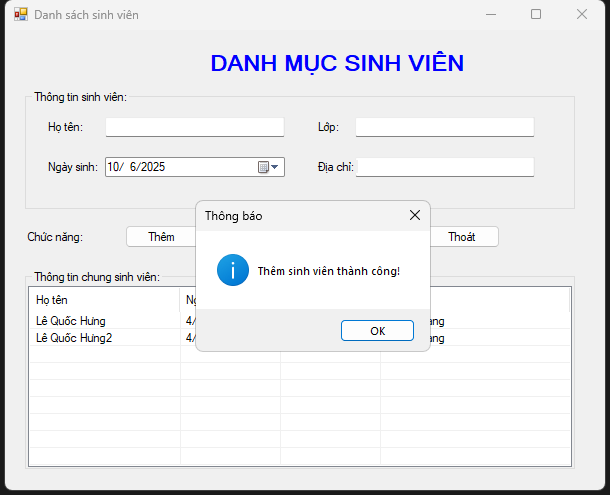 Danh sách sinh viên
DANH MỤC SINH VIÊN
Thông tin sinh viên:
Họ tên: Lớp:
Ngày sinh: 10/ 6/2025 Địa chỉ:
Chức năng: Thêm Thoát
Thông báo
Thêm sinh viên thành công!
OK
Thông tin chung sinh viên:
Họ tên
Lê Quốc Hưng 4/
Lê Quốc Hưng2 4/